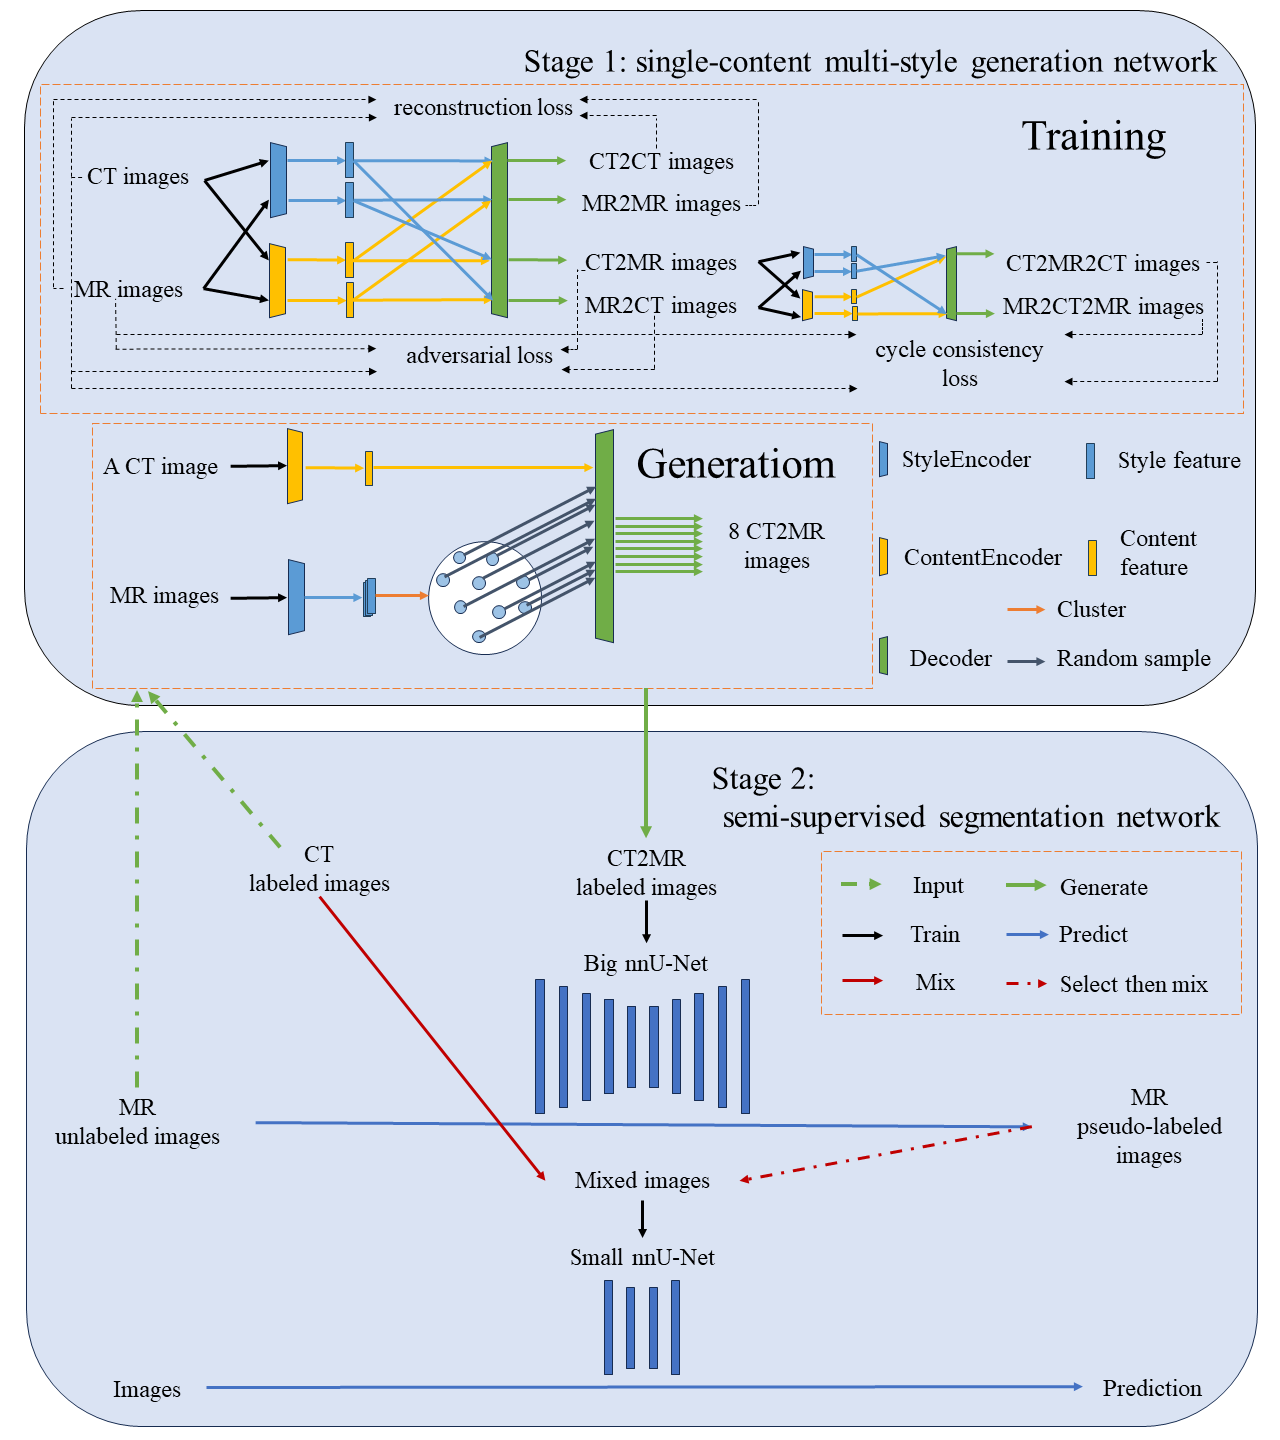 Stage 1: single-content multi-style generation network
Training
reconstruction loss
CT images
MR images
CT2CT images
MR2MR images
CT2MR images
MR2CT images
CT2MR2CT images
MR2CT2MR images
adversarial loss
cycle consistency
loss
A CT image
MR images
Generatiom
8 CT2MR
images
StyleEncoder
Style feature
ContentEncoder
Content
feature
Cluster
Decoder
Random sample
Stage 2:
semi-supervised segmentation network
CT
labeled images
CT2MR
labeled images
Input
Generate
Train
Predict
Mix
Select then mix
Big nnU-Net
MR
unlabeled images
MR
pseudo-labeled
images
Mixed images
Small nnU-Net
Images
Prediction